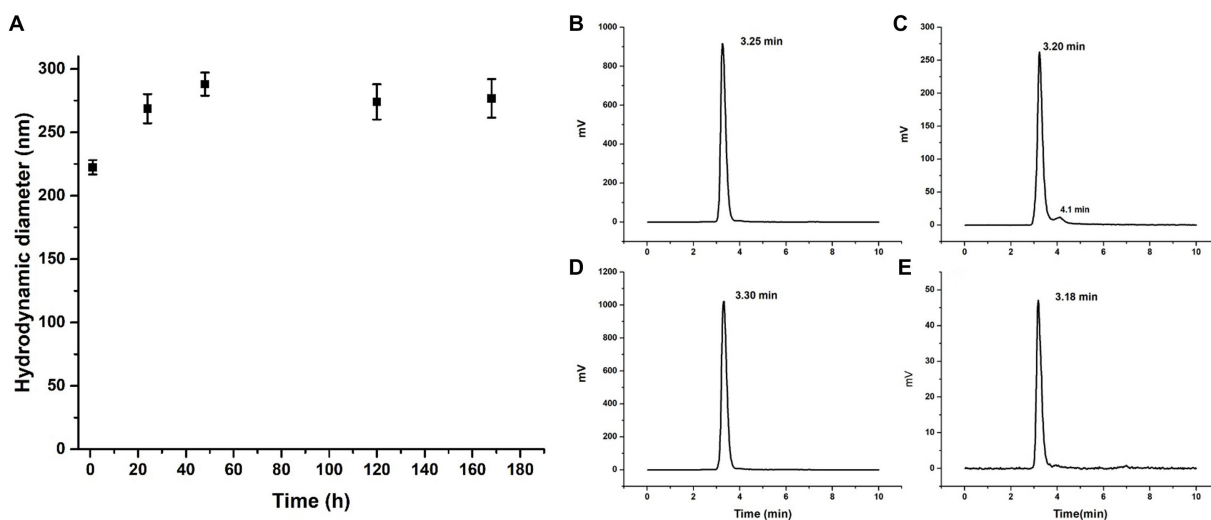 A
Hydrodynamic diameter (nm)
300
250
200
150
100
50
0
0 20 40 60 80 100 120 140 160 180
Time (h)
B
mV
1000
800
600
400
200
0
3.25 min
0 2 4 6 8 10
C
mV
300
250
200
150
100
50
0
3.20 min
4.1 min
0 2 4 6 8 10
D
mV
1200
1000
800
600
400
200
0
3.30 min
0 2 4 6 8 10
Time (min)
E
mV
50
40
30
20
10
0
3.18 min
0 2 4 6 8 10
Time(min)